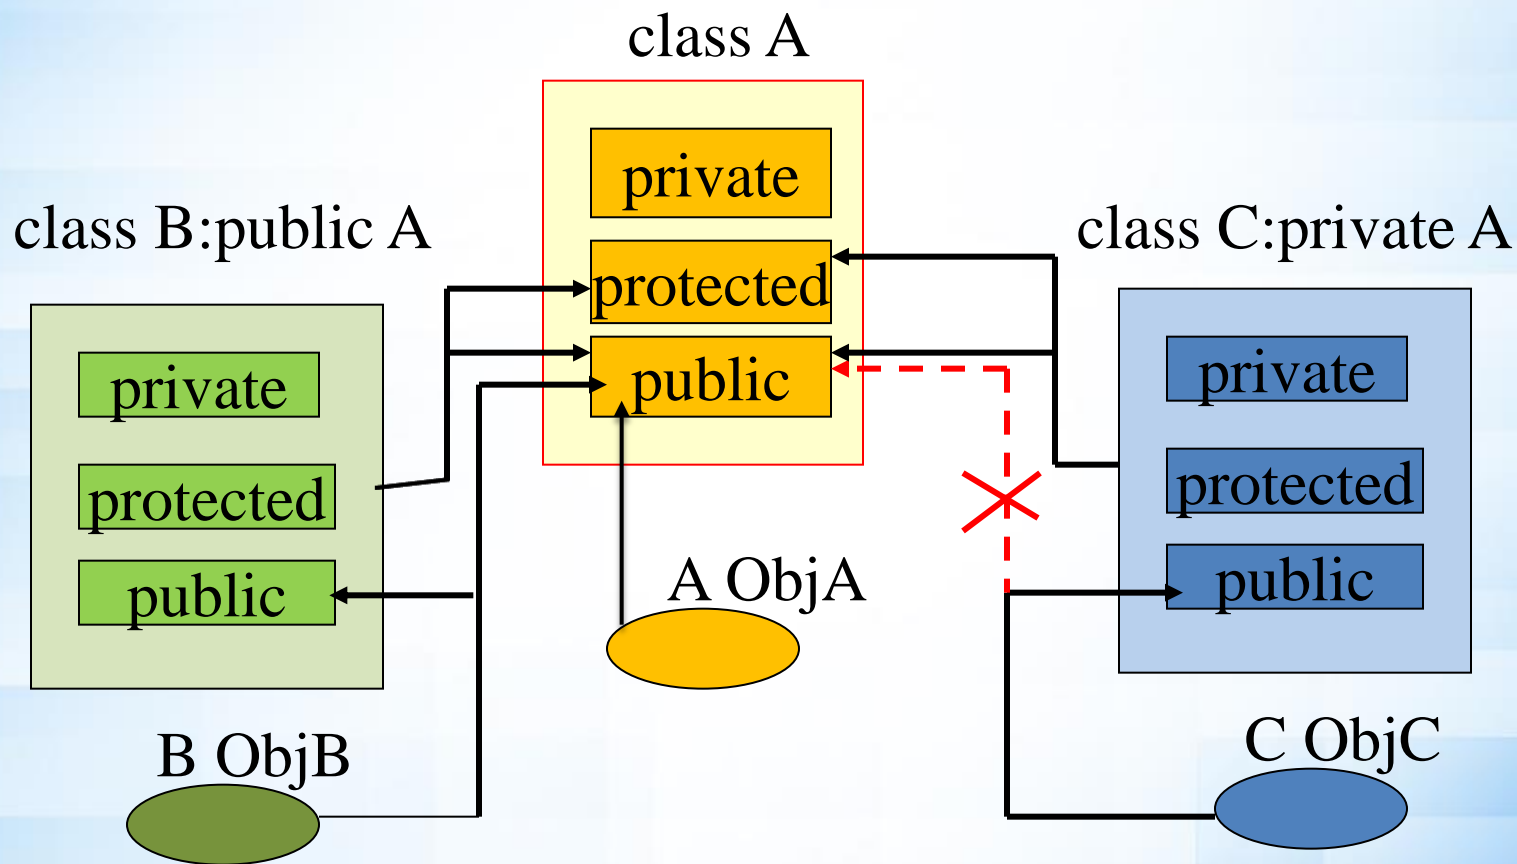 class A
private
protected
public
class B:public A
private
protected
public
class C:private A
private
protected
public
A ObjA
B ObjB
C ObjC